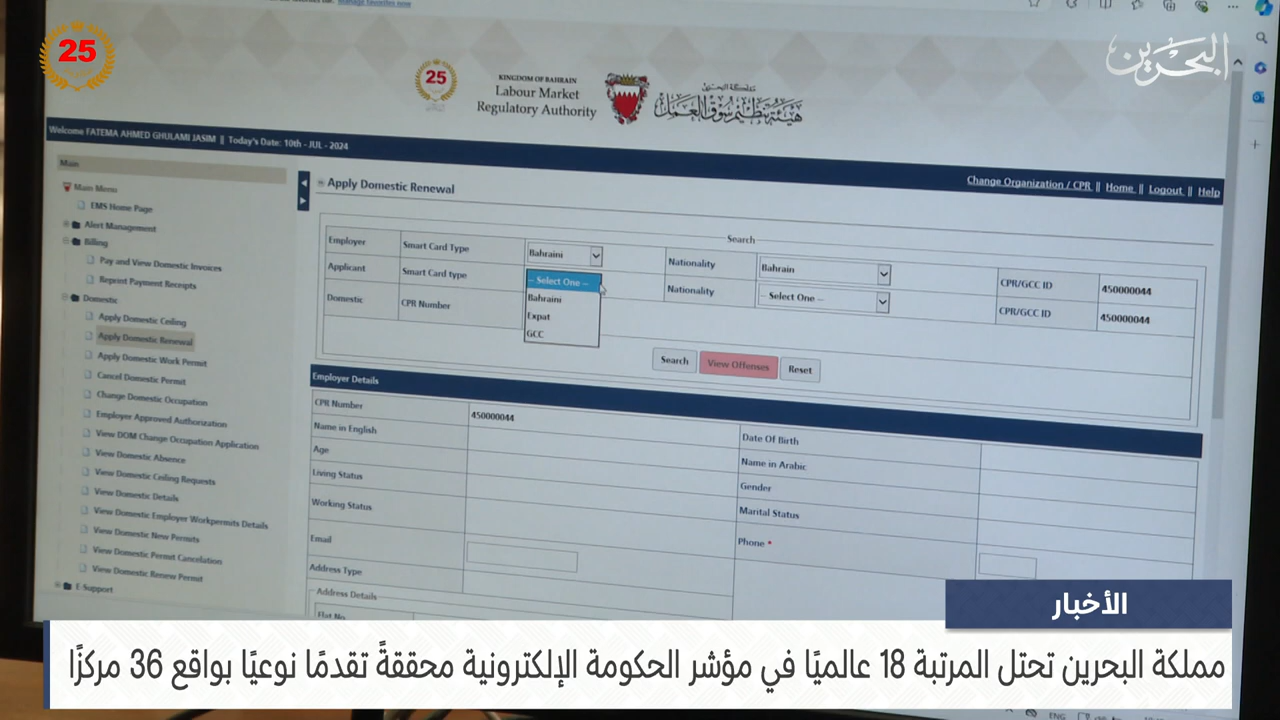 Manage favorites now
25
البحرين
25
KINGDOM OF BAHRAIN
Labour Market
Regulatory Authority
مملكة البحرين
هيئة تنظيم سوق العمل
Welcome FATEMA AHMED GHULAMI JASIM || Today's Date: 10th - JUL - 2024
Change Organization / CPR || Home || Logout || Help
Main
Main Menu
EMS Home Page
Alert Management
Billing
Pay and View Domestic Invoices
Reprint Payment Receipts
Domestic
Apply Domestic Ceiling
Apply Domestic Renewal
Apply Domestic Work Permit
Cancel Domestic Permit
Change Domestic Occupation
Employer Approved Authorization
View DOM Change Occupation Application
View Domestic Absence
View Domestic Ceiling Requests
View Domestic Details
View Domestic Employer Workpermits Details
View Domestic New Permits
View Domestic Permit Cancelation
View Domestic Renew Permit
E-Support
Apply Domestic Renewal
Search
Employer Smart Card Type Bahraini Nationality Bahrain CPR/GCC ID 450000044
Applicant Smart Card type -- Select One -- Nationality -- Select One -- CPR/GCC ID 450000044
Domestic CPR Number
Bahraini
Expat
GCC
Search View Offenses Reset
Employer Details
CPR Number 450000044
Name in English Date Of Birth
Age Name in Arabic
Living Status Gender
Working Status Marital Status
Email Phone *
Address Type
Address Details
Flat No
الأخبار
مملكة البحرين تحتل المرتبة 18 عالميًا في مؤشر الحكومة الإلكترونية محققةً تقدمًا نوعيًا بواقع 36 مركزًا
ENG